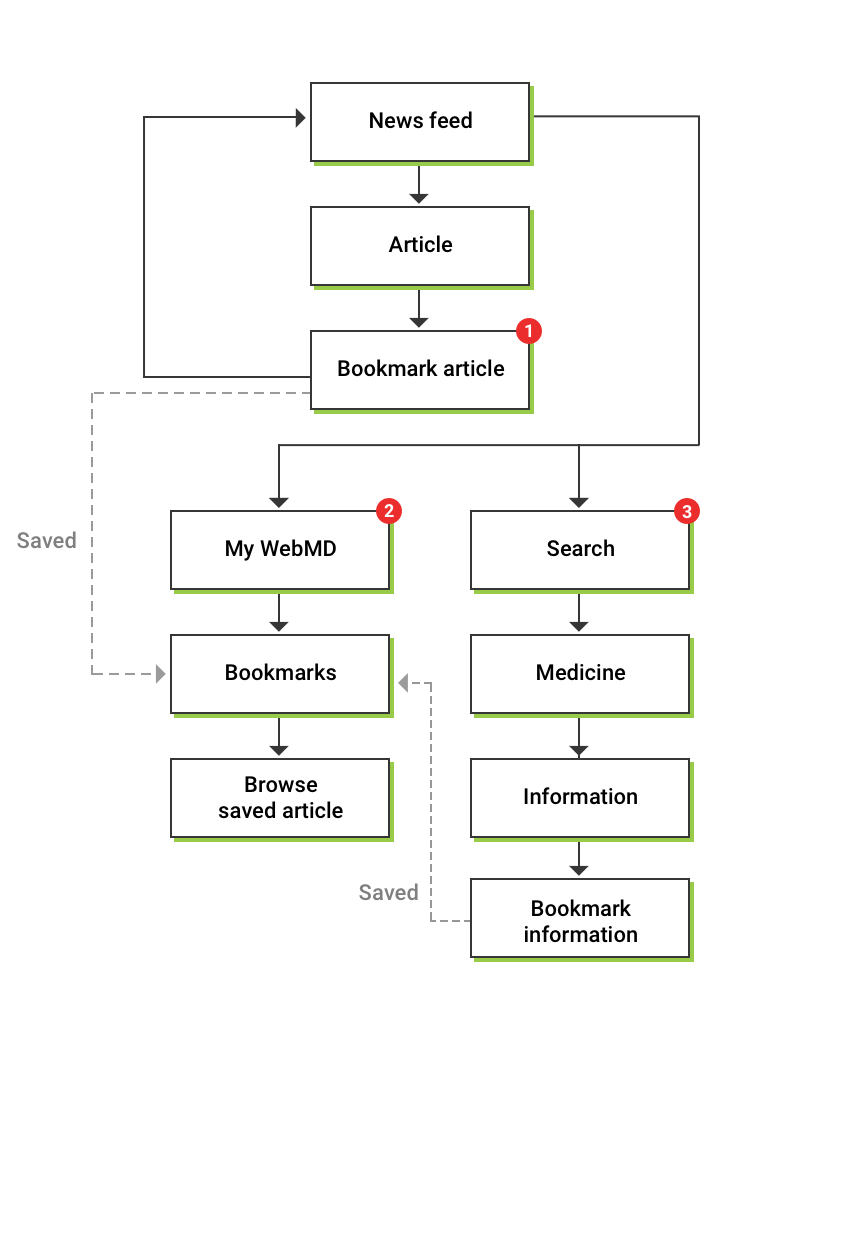 News feed
Article
1
Bookmark article
2
3
My WebMD
Search
Saved
Bookmarks
Medicine
Browse
saved article
Information
Saved
Bookmark
information